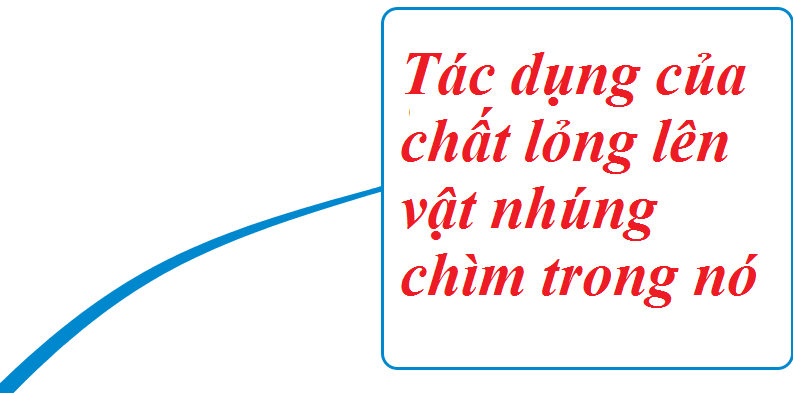 Tác dụng của
chất lỏng lên
vật nhúng
chìm trong nó